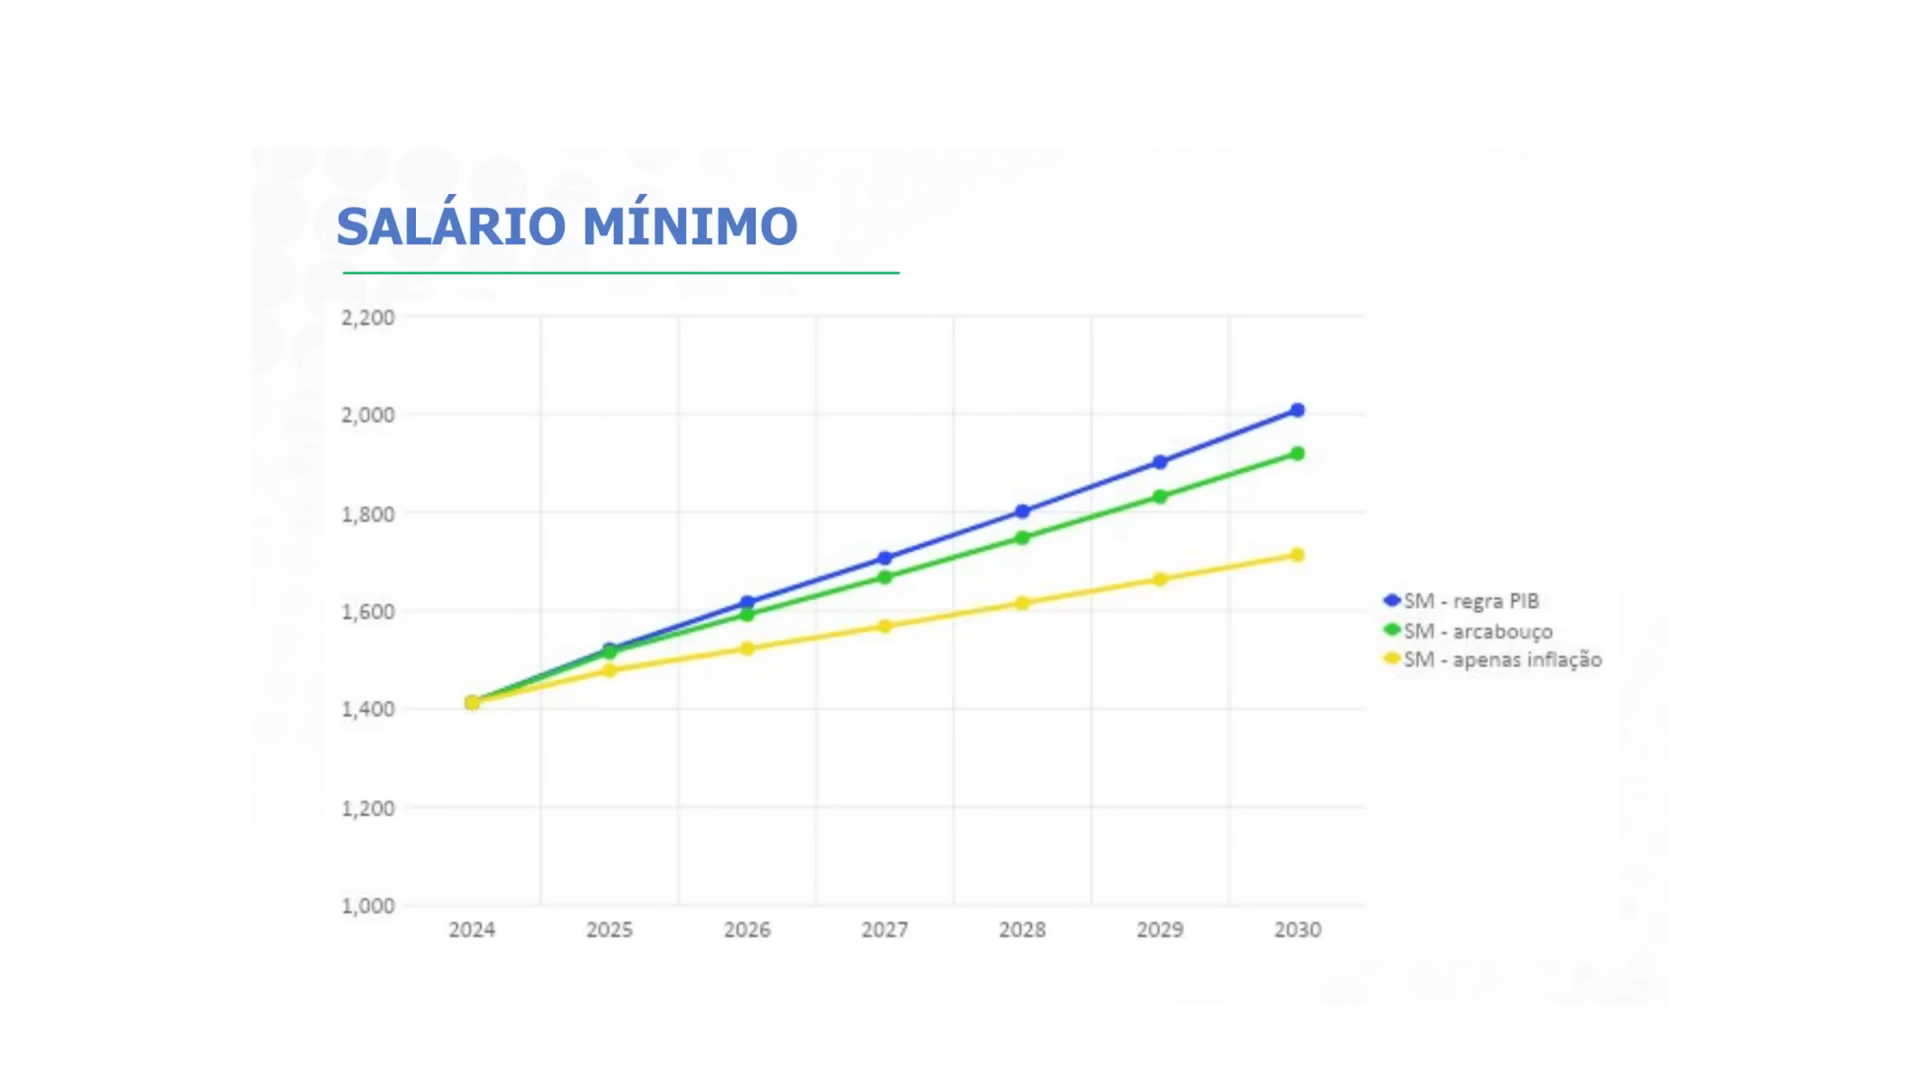 SALÁRIO MÍNIMO
2,200
2,000
1,800
1,600
1,400
1,200
1,000
2024 2025 2026 2027 2028 2029 2030
SM - regra PIB
SM - arcabouço
SM - apenas inflação